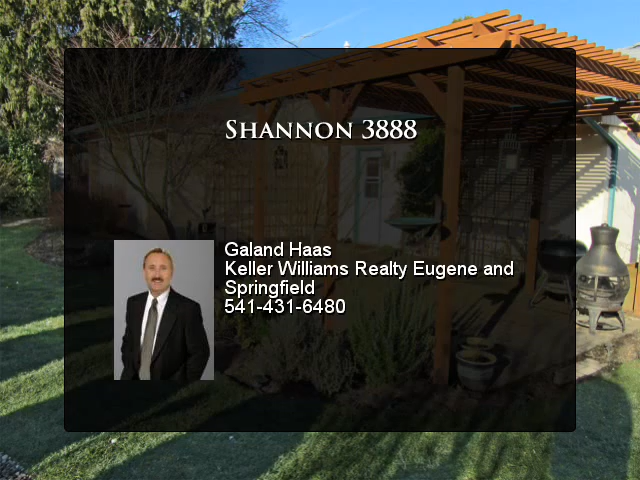 Shannon 3888
Galand Haas
Keller Williams Realty Eugene and
Springfield
541-431-6480